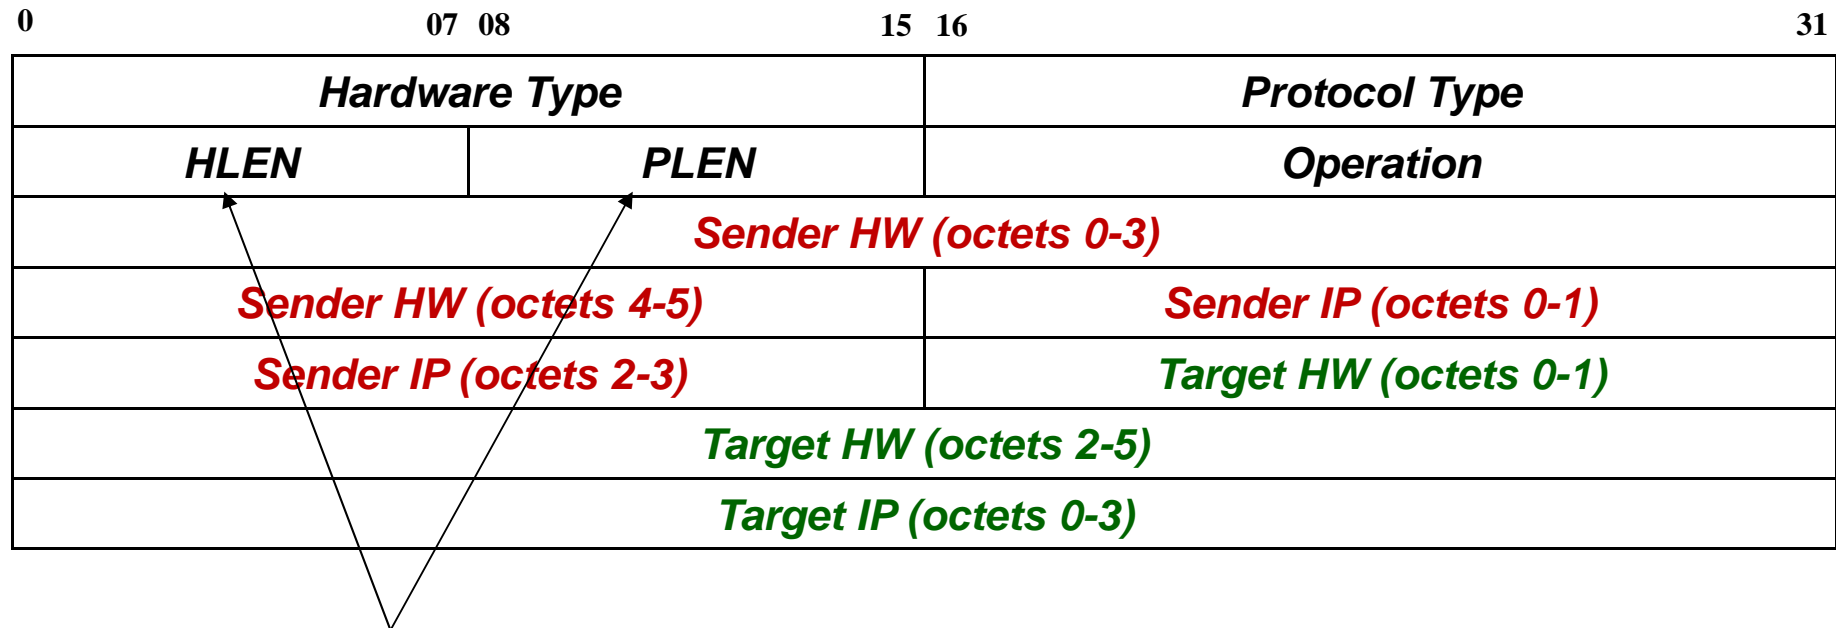 0 07 08 15 16 31
Hardware Type Protocol Type
HLEN PLEN Operation
Sender HW (octets 0-3)
Sender HW (octets 4-5) Sender IP (octets 0-1)
Sender IP (octets 2-3) Target HW (octets 0-1)
Target HW (octets 2-5)
Target IP (octets 0-3)